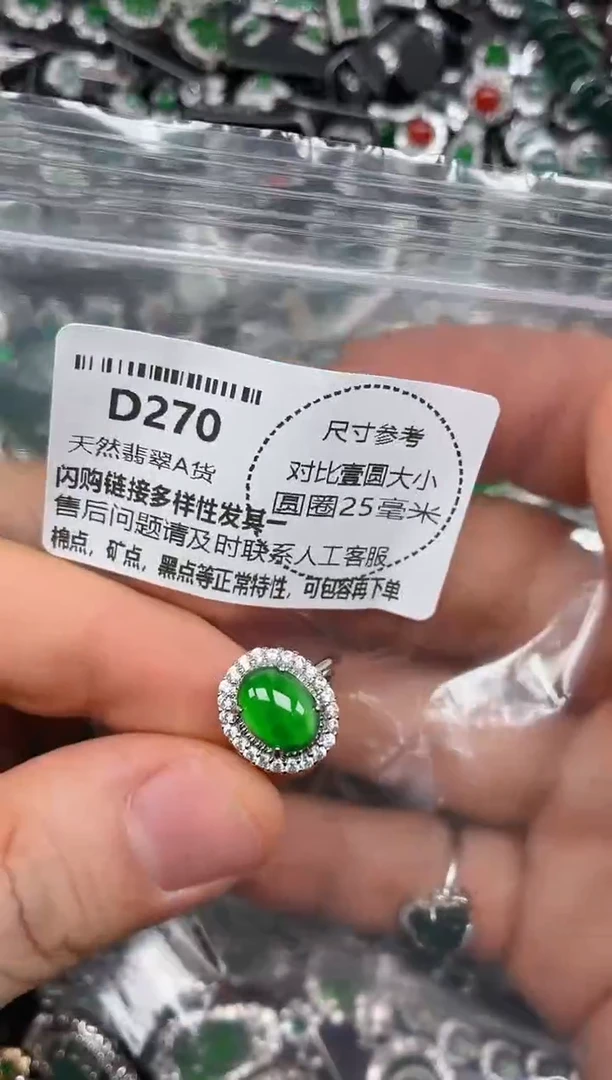 D270
天然翡翠A货
闪购链接多样性发其一
售后问题请及时联系人工客服
棉点，矿点，黑点等正常特性，可包容再下单
尺寸参考
对比壹圆大小
圆圈25毫米